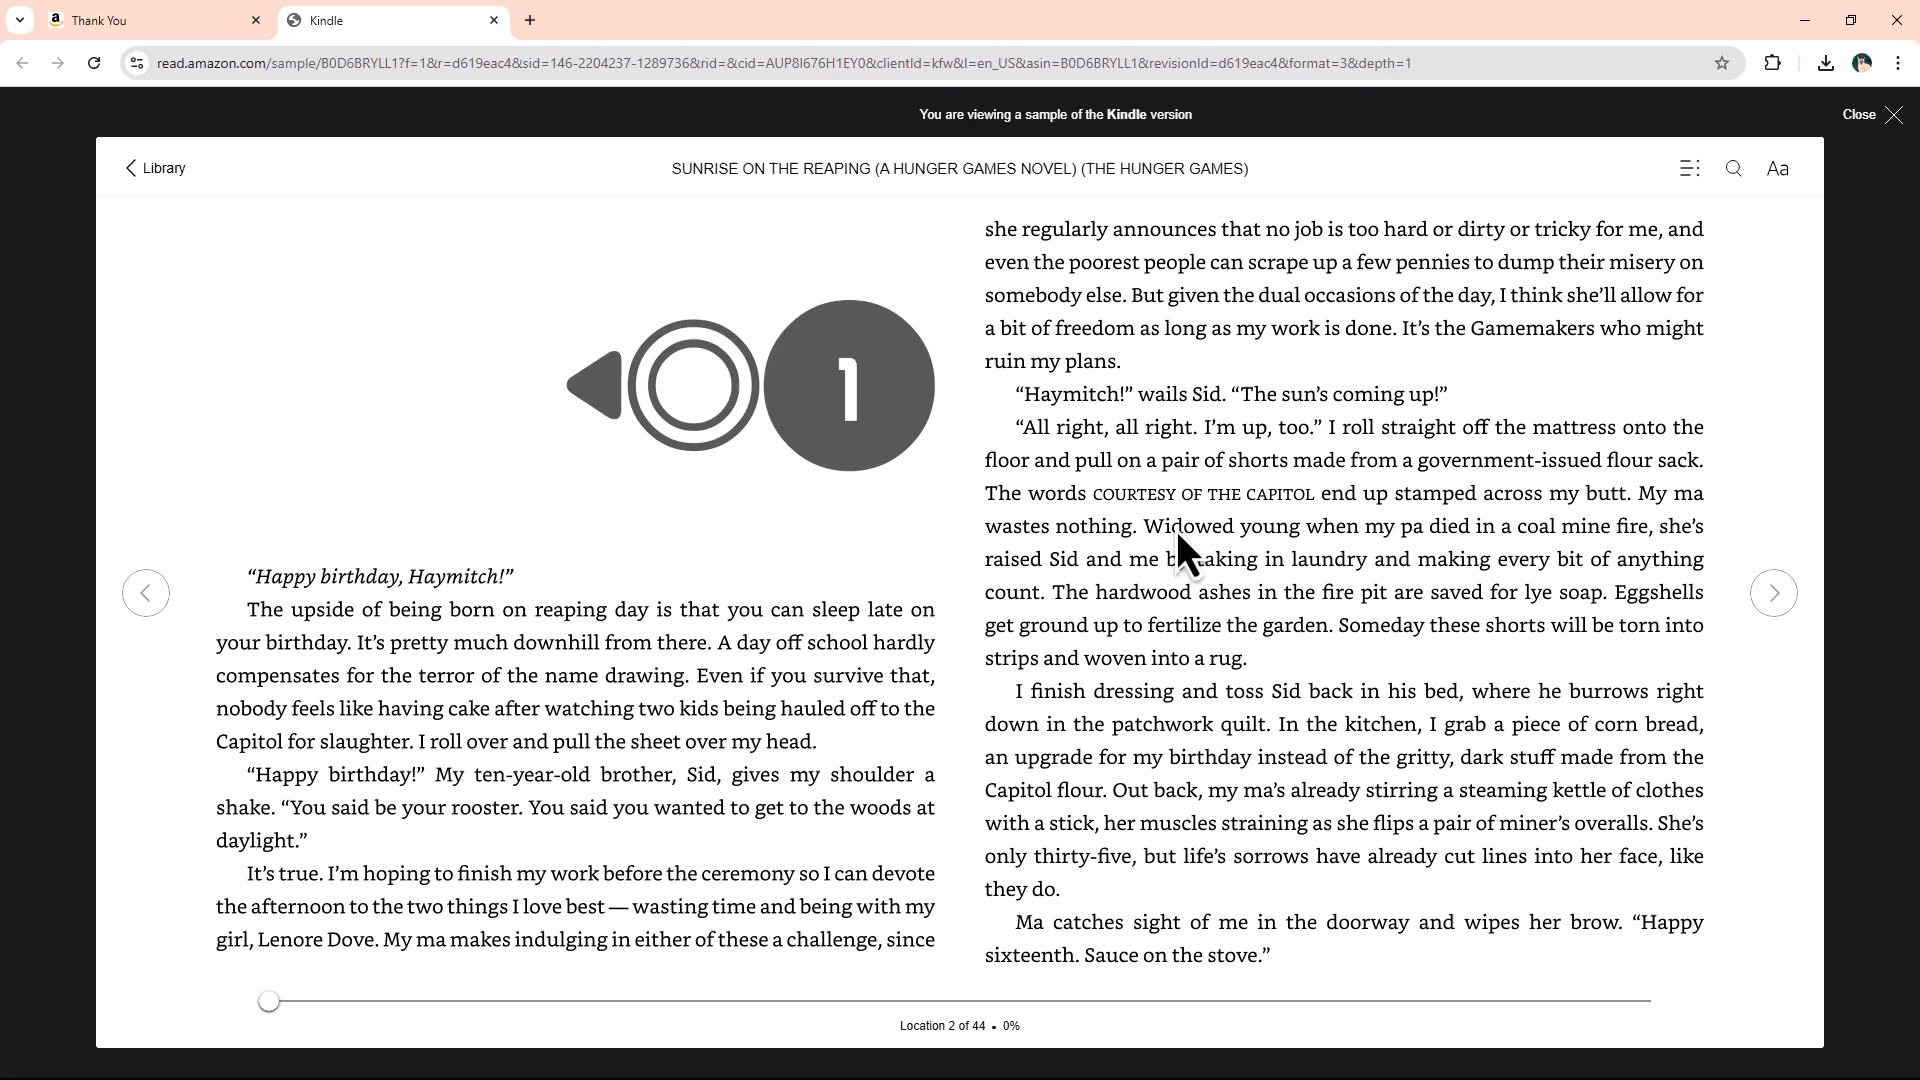 Thank You
Kindle
read.amazon.com/sample/B0D6BRYLL1?f=1&r=d619eac4&sid=146-2204237-1289736&rid=&cid=AUP8I676H1EY0&clientId=kfw&l=en_US&asin=B0D6BRYLL1&revisionId=d619eac4&format=3&depth=1
You are viewing a sample of the Kindle version
Close
Library
SUNRISE ON THE REAPING (A HUNGER GAMES NOVEL) (THE HUNGER GAMES)
Aa
1
“Happy birthday, Haymitch!”
The upside of being born on reaping day is that you can sleep late on
your birthday. It’s pretty much downhill from there. A day off school hardly
compensates for the terror of the name drawing. Even if you survive that,
nobody feels like having cake after watching two kids being hauled off to the
Capitol for slaughter. I roll over and pull the sheet over my head.
“Happy birthday!” My ten-year-old brother, Sid, gives my shoulder a
shake. “You said be your rooster. You said you wanted to get to the woods at
daylight.”
It’s true. I’m hoping to finish my work before the ceremony so I can devote
the afternoon to the two things I love best — wasting time and being with my
girl, Lenore Dove. My ma makes indulging in either of these a challenge, since
she regularly announces that no job is too hard or dirty or tricky for me, and
even the poorest people can scrape up a few pennies to dump their misery on
somebody else. But given the dual occasions of the day, I think she’ll allow for
a bit of freedom as long as my work is done. It’s the Gamemakers who might
ruin my plans.
“Haymitch!” wails Sid. “The sun’s coming up!”
“All right, all right. I’m up, too.” I roll straight off the mattress onto the
floor and pull on a pair of shorts made from a government-issued flour sack.
The words COURTESY OF THE CAPITOL end up stamped across my butt. My ma
wastes nothing. Widowed young when my pa died in a coal mine fire, she’s
raised Sid and me by taking in laundry and making every bit of anything
count. The hardwood ashes in the fire pit are saved for lye soap. Eggshells
get ground up to fertilize the garden. Someday these shorts will be torn into
strips and woven into a rug.
I finish dressing and toss Sid back in his bed, where he burrows right
down in the patchwork quilt. In the kitchen, I grab a piece of corn bread,
an upgrade for my birthday instead of the gritty, dark stuff made from the
Capitol flour. Out back, my ma’s already stirring a steaming kettle of clothes
with a stick, her muscles straining as she flips a pair of miner’s overalls. She’s
only thirty-five, but life’s sorrows have already cut lines into her face, like
they do.
Ma catches sight of me in the doorway and wipes her brow. “Happy
sixteenth. Sauce on the stove.”
Location 2 of 44 • 0%